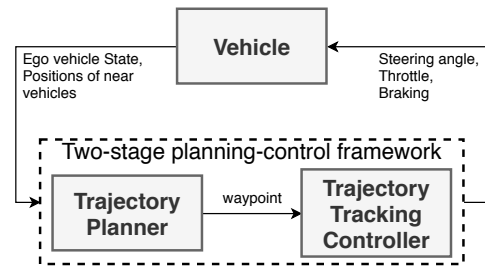 Vehicle
Ego vehicle State,
Positions of near
vehicles
Steering angle,
Throttle,
Braking
Two-stage planning-control framework
Trajectory
Planner
waypoint
Trajectory
Tracking
Controller